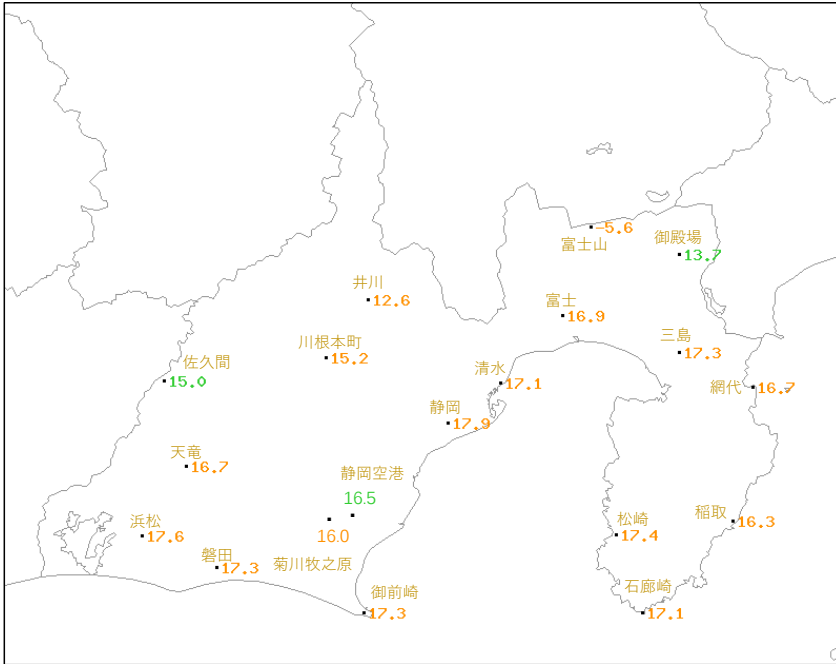 -5.6
富士山
御殿場
13.7
井川
12.6
富士
16.9
川根本町
15.2
三島
17.3
佐久間
15.0
清水
17.1
網代
16.7
静岡
17.9
天竜
16.7
静岡空港
16.5
浜松
17.6
16.0
菊川牧之原
松崎
17.4
稲取
16.3
磐田
17.3
御前崎
17.3
石廊崎
17.1